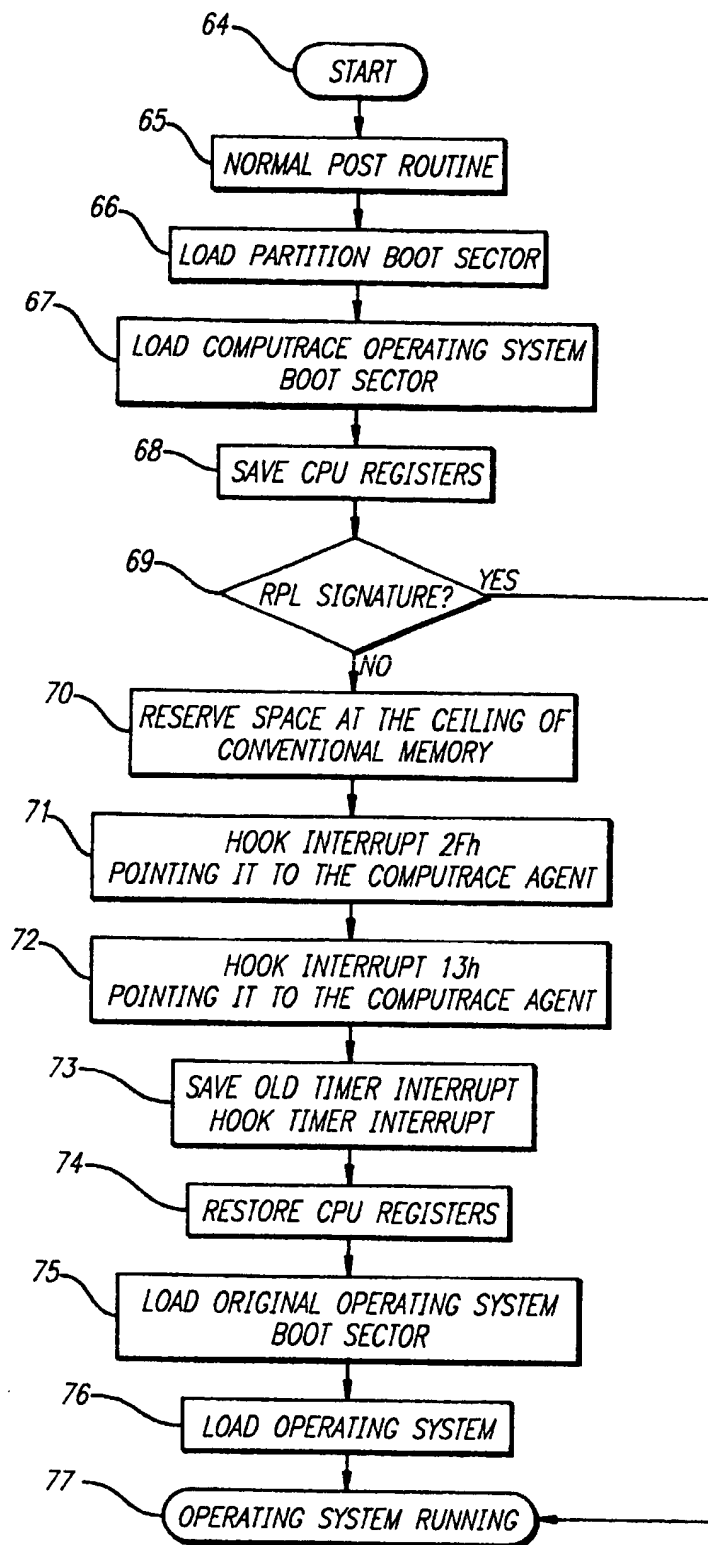 64
START
65
NORMAL POST ROUTINE
66
LOAD PARTITION BOOT SECTOR
67
LOAD COMPUTRACE OPERATING SYSTEM
BOOT SECTOR
68
SAVE CPU REGISTERS
69
RPL SIGNATURE?
YES
NO
70
RESERVE SPACE AT THE CEILING OF
CONVENTIONAL MEMORY
71
HOOK INTERRUPT 2Fh
POINTING IT TO THE COMPUTRACE AGENT
72
HOOK INTERRUPT 13h
POINTING IT TO THE COMPUTRACE AGENT
73
SAVE OLD TIMER INTERRUPT
HOOK TIMER INTERRUPT
74
RESTORE CPU REGISTERS
75
LOAD ORIGINAL OPERATING SYSTEM
BOOT SECTOR
76
LOAD OPERATING SYSTEM
77
OPERATING SYSTEM RUNNING